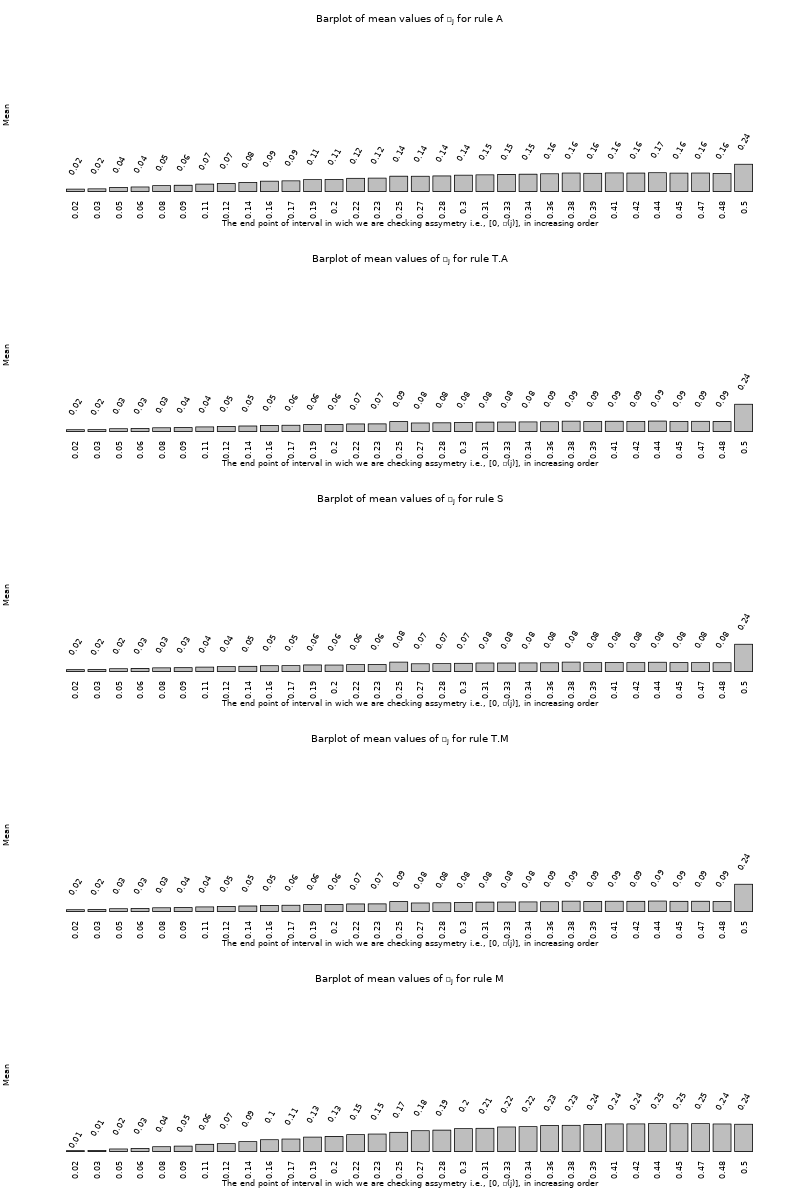 Barplot of mean values of □j for rule A
Mean
0.02 0.02 0.04 0.04 0.05 0.06 0.07 0.07 0.08 0.09 0.09 0.11 0.11 0.12 0.12 0.14 0.14 0.14 0.14 0.15 0.15 0.15 0.16 0.16 0.16 0.16 0.16 0.17 0.16 0.16 0.16 0.24
0.02 0.03 0.05 0.06 0.08 0.09 0.11 0.12 0.14 0.16 0.17 0.19 0.2 0.22 0.23 0.25 0.27 0.28 0.3 0.31 0.33 0.34 0.36 0.38 0.39 0.41 0.42 0.44 0.45 0.47 0.48 0.5
The end point of interval in wich we are checking assymetry i.e., [0, □(j)], in increasing order
Barplot of mean values of □j for rule T.A
Mean
0.02 0.02 0.03 0.03 0.03 0.04 0.04 0.05 0.05 0.05 0.06 0.06 0.06 0.07 0.07 0.09 0.08 0.08 0.08 0.08 0.08 0.08 0.09 0.09 0.09 0.09 0.09 0.09 0.09 0.09 0.09 0.24
0.02 0.03 0.05 0.06 0.08 0.09 0.11 0.12 0.14 0.16 0.17 0.19 0.2 0.22 0.23 0.25 0.27 0.28 0.3 0.31 0.33 0.34 0.36 0.38 0.39 0.41 0.42 0.44 0.45 0.47 0.48 0.5
The end point of interval in wich we are checking assymetry i.e., [0, □(j)], in increasing order
Barplot of mean values of □j for rule S
Mean
0.02 0.02 0.02 0.03 0.03 0.03 0.04 0.04 0.05 0.05 0.05 0.06 0.06 0.06 0.06 0.08 0.07 0.07 0.07 0.08 0.08 0.08 0.08 0.08 0.08 0.08 0.08 0.08 0.08 0.08 0.08 0.24
0.02 0.03 0.05 0.06 0.08 0.09 0.11 0.12 0.14 0.16 0.17 0.19 0.2 0.22 0.23 0.25 0.27 0.28 0.3 0.31 0.33 0.34 0.36 0.38 0.39 0.41 0.42 0.44 0.45 0.47 0.48 0.5
The end point of interval in wich we are checking assymetry i.e., [0, □(j)], in increasing order
Barplot of mean values of □j for rule T.M
Mean
0.02 0.02 0.03 0.03 0.03 0.04 0.04 0.05 0.05 0.05 0.06 0.06 0.06 0.07 0.07 0.09 0.08 0.08 0.08 0.08 0.08 0.08 0.09 0.09 0.09 0.09 0.09 0.09 0.09 0.09 0.09 0.24
0.02 0.03 0.05 0.06 0.08 0.09 0.11 0.12 0.14 0.16 0.17 0.19 0.2 0.22 0.23 0.25 0.27 0.28 0.3 0.31 0.33 0.34 0.36 0.38 0.39 0.41 0.42 0.44 0.45 0.47 0.48 0.5
The end point of interval in wich we are checking assymetry i.e., [0, □(j)], in increasing order
Barplot of mean values of □j for rule M
Mean
0.01 0.01 0.02 0.03 0.04 0.05 0.06 0.07 0.09 0.1 0.11 0.13 0.13 0.15 0.15 0.17 0.18 0.19 0.2 0.21 0.22 0.22 0.23 0.23 0.24 0.24 0.24 0.25 0.25 0.25 0.24 0.24
0.02 0.03 0.05 0.06 0.08 0.09 0.11 0.12 0.14 0.16 0.17 0.19 0.2 0.22 0.23 0.25 0.27 0.28 0.3 0.31 0.33 0.34 0.36 0.38 0.39 0.41 0.42 0.44 0.45 0.47 0.48 0.5
The end point of interval in wich we are checking assymetry i.e., [0, □(j)], in increasing order